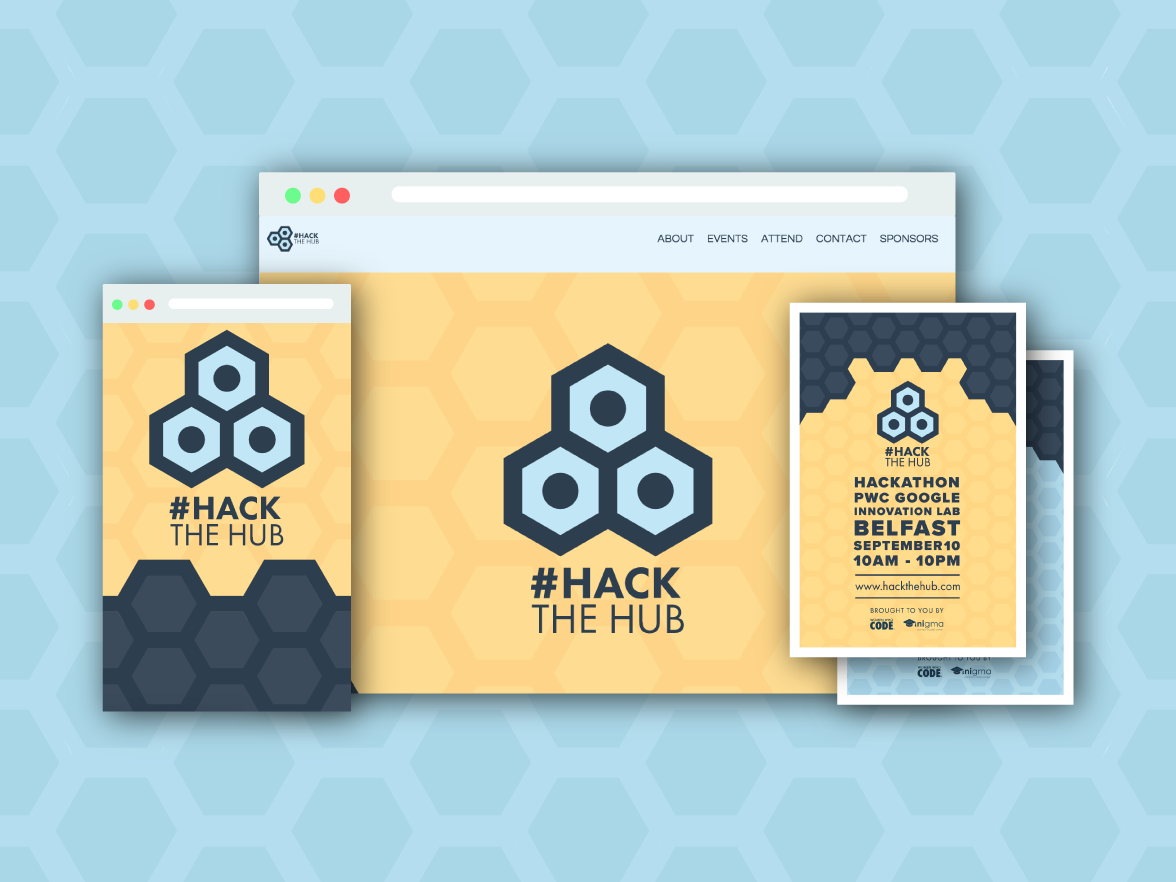 #HACK
THE HUB
ABOUT EVENTS ATTEND CONTACT SPONSORS
#HACK
THE HUB
#HACK
THE HUB
#HACK
THE HUB
HACKATHON
PWC GOOGLE
INNOVATION LAB
BELFAST
SEPTEMBER10
10AM - 10PM
www.hackthehub.com
BROUGHT TO YOU BY
CODE inigma
BROUGHT TO YOU BY
CODE inigma